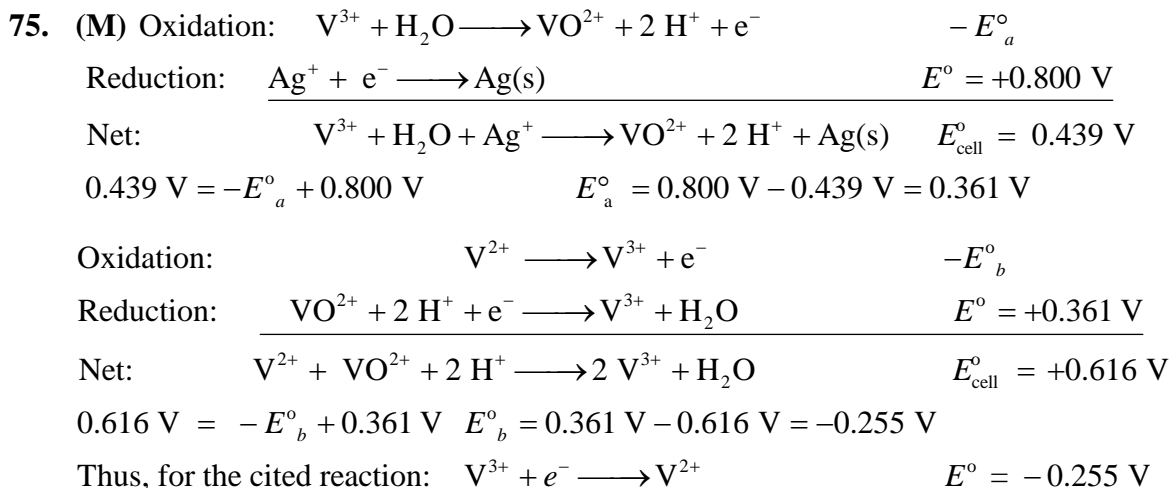 75. (M) Oxidation: V³⁺ + H₂O ⟶ VO²⁺ + 2 H⁺ + e⁻ − E°ₐ
Reduction: Ag⁺ + e⁻ ⟶ Ag(s) E° = +0.800 V
Net: V³⁺ + H₂O + Ag⁺ ⟶ VO²⁺ + 2 H⁺ + Ag(s) E°cell = 0.439 V
0.439 V = −E°ₐ + 0.800 V E°ₐ = 0.800 V − 0.439 V = 0.361 V
Oxidation: V²⁺ ⟶ V³⁺ + e⁻ −E°_b
Reduction: VO²⁺ + 2 H⁺ + e⁻ ⟶ V³⁺ + H₂O E° = +0.361 V
Net: V²⁺ + VO²⁺ + 2 H⁺ ⟶ 2 V³⁺ + H₂O E°cell = +0.616 V
0.616 V = −E°_b + 0.361 V E°_b = 0.361 V − 0.616 V = −0.255 V
Thus, for the cited reaction: V³⁺ + e⁻ ⟶ V²⁺ E° = −0.255 V